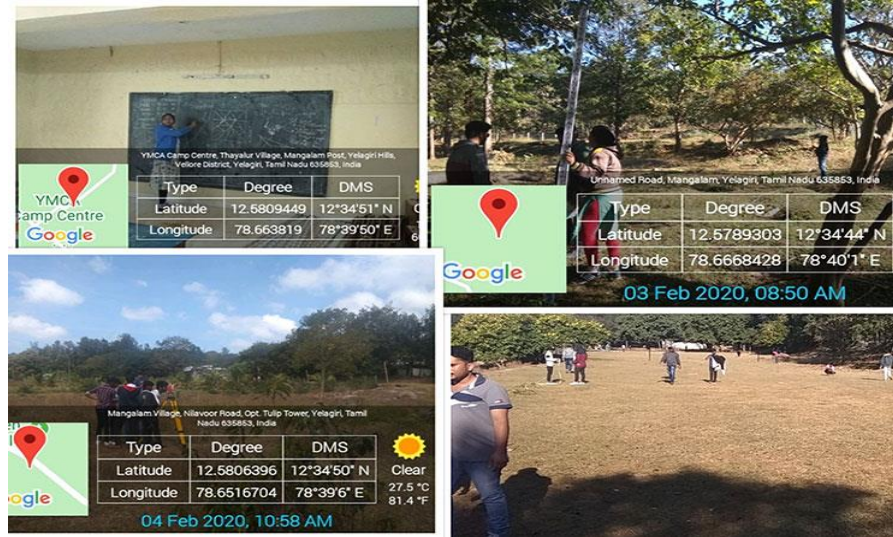 YMCA Camp Centre, Thayalur Village, Mangalam Post, Yelagiri Hills,
Vellore District, Yelagiri, Tamil Nadu 635853, India
YMCA
Camp Centre
Google
Type Degree DMS
Latitude 12.5809449 12°34'51" N
Longitude 78.663819 78°39'50" E
Unnamed Road, Mangalam, Yelagiri, Tamil Nadu 635853, India
Google
Type Degree DMS
Latitude 12.5789303 12°34'44" N
Longitude 78.6668428 78°40'1" E
03 Feb 2020, 08:50 AM
Mangalam Village, Nilavoor Road, Opt. Tulip Tower, Yelagiri, Tamil
Nadu 635853, India
Google
Type Degree DMS
Latitude 12.5806396 12°34'50" N
Longitude 78.6516704 78°39'6" E
Clear
27.5 °C
81.4 °F
04 Feb 2020, 10:58 AM